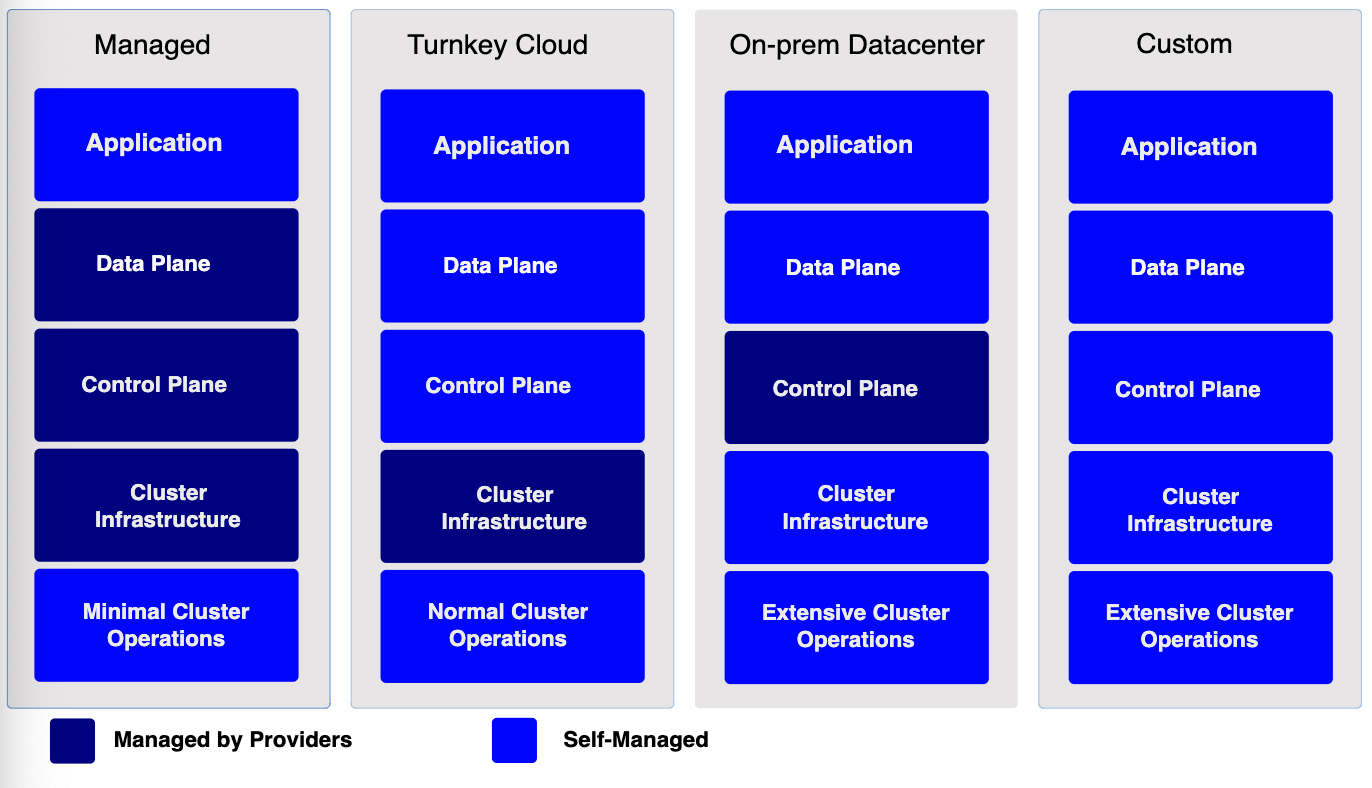 Managed
Application
Data Plane
Control Plane
Cluster
Infrastructure
Minimal Cluster
Operations
Turnkey Cloud
Application
Data Plane
Control Plane
Cluster
Infrastructure
Normal Cluster
Operations
On-prem Datacenter
Application
Data Plane
Control Plane
Cluster
Infrastructure
Extensive Cluster
Operations
Custom
Application
Data Plane
Control Plane
Cluster
Infrastructure
Extensive Cluster
Operations
Managed by Providers
Self-Managed